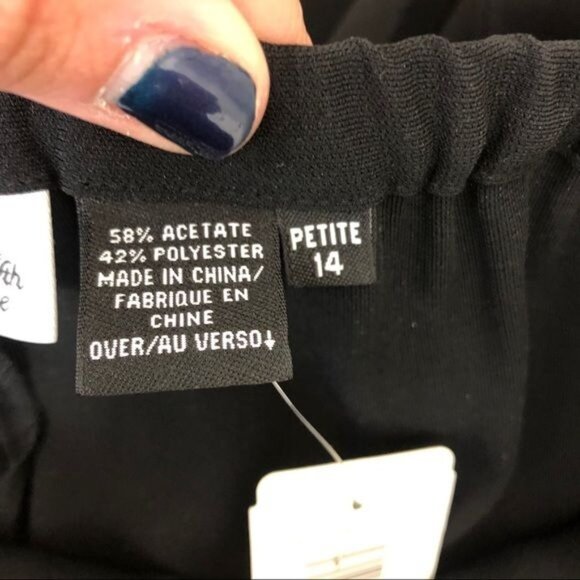 58% ACETATE
42% POLYESTER
MADE IN CHINA/
FABRIQUE EN
CHINE
OVER/AU VERSO↓
PETITE
14